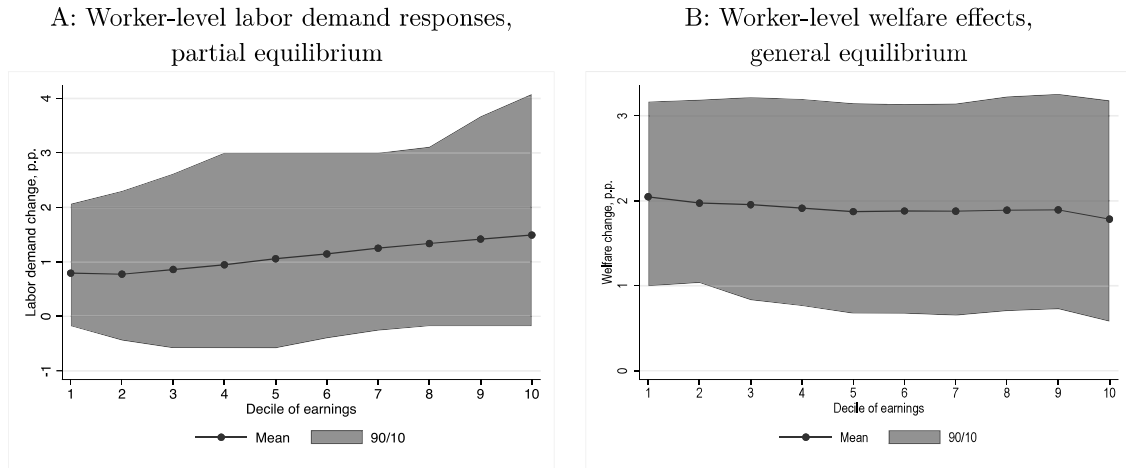 A: Worker-level labor demand responses,
partial equilibrium
Labor demand change, p.p.
4
3
2
1
0
-1
1 2 3 4 5 6 7 8 9 10
Decile of earnings
Mean 90/10
B: Worker-level welfare effects,
general equilibrium
Welfare change, p.p.
3
2
1
0
1 2 3 4 5 6 7 8 9 10
Decile of earnings
Mean 90/10